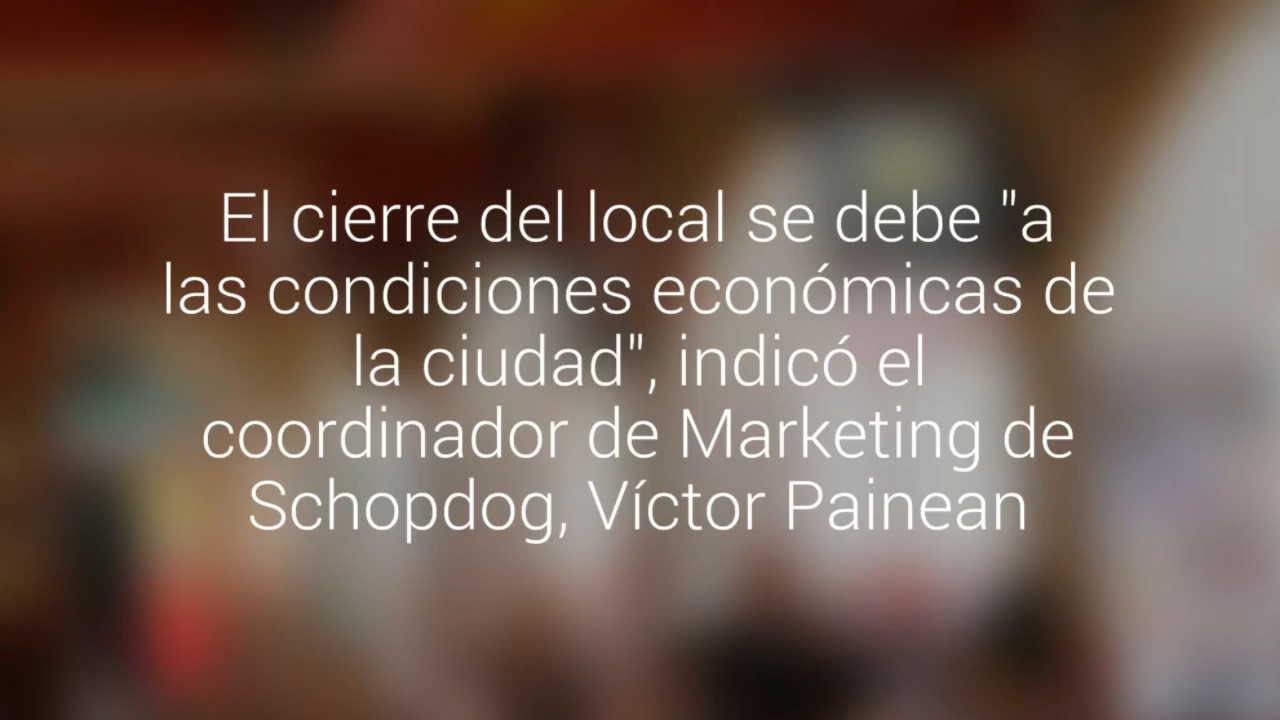 El cierre del local se debe "a
las condiciones económicas de
la ciudad", indicó el
coordinador de Marketing de
Schopdog, Víctor Painean